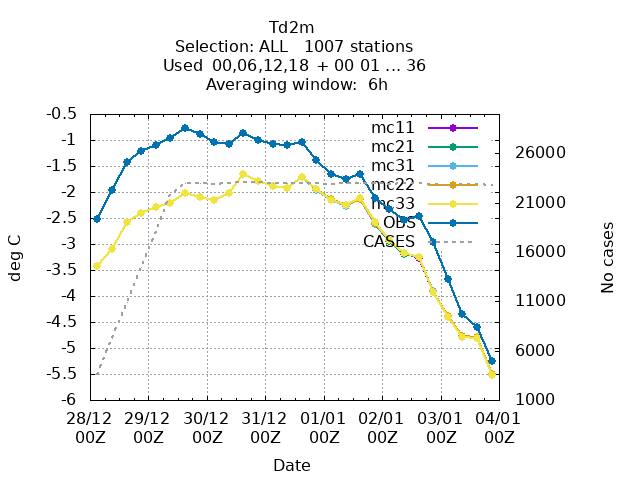 Td2m
Selection: ALL   1007 stations
Used  00,06,12,18  + 00 01 ... 36
Averaging window:  6h
-0.5
-1
-1.5
-2
-2.5
-3
-3.5
-4
-4.5
-5
-5.5
-6
deg C
mc11
mc21
mc31
mc22
mc33
OBS
CASES
26000
21000
16000
11000
6000
1000
No cases
28/12 29/12 30/12 31/12 01/01 02/01 03/01 04/01
00Z 00Z 00Z 00Z 00Z 00Z 00Z 00Z
Date